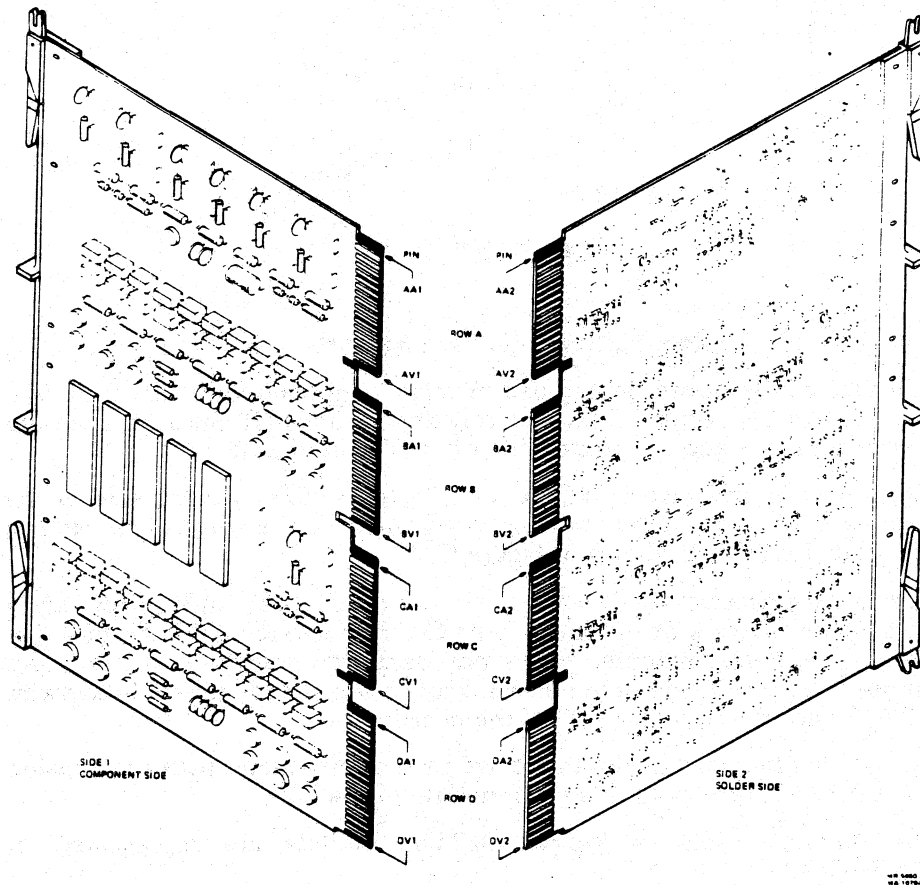 PIN
AA1
ROW A
AV1
BA1
ROW B
BV1
CA1
ROW C
CV1
DA1
ROW D
DV1
PIN
AA2
AV2
BA2
BV2
CA2
CV2
DA2
DV2
SIDE 1
COMPONENT SIDE
SIDE 2
SOLDER SIDE